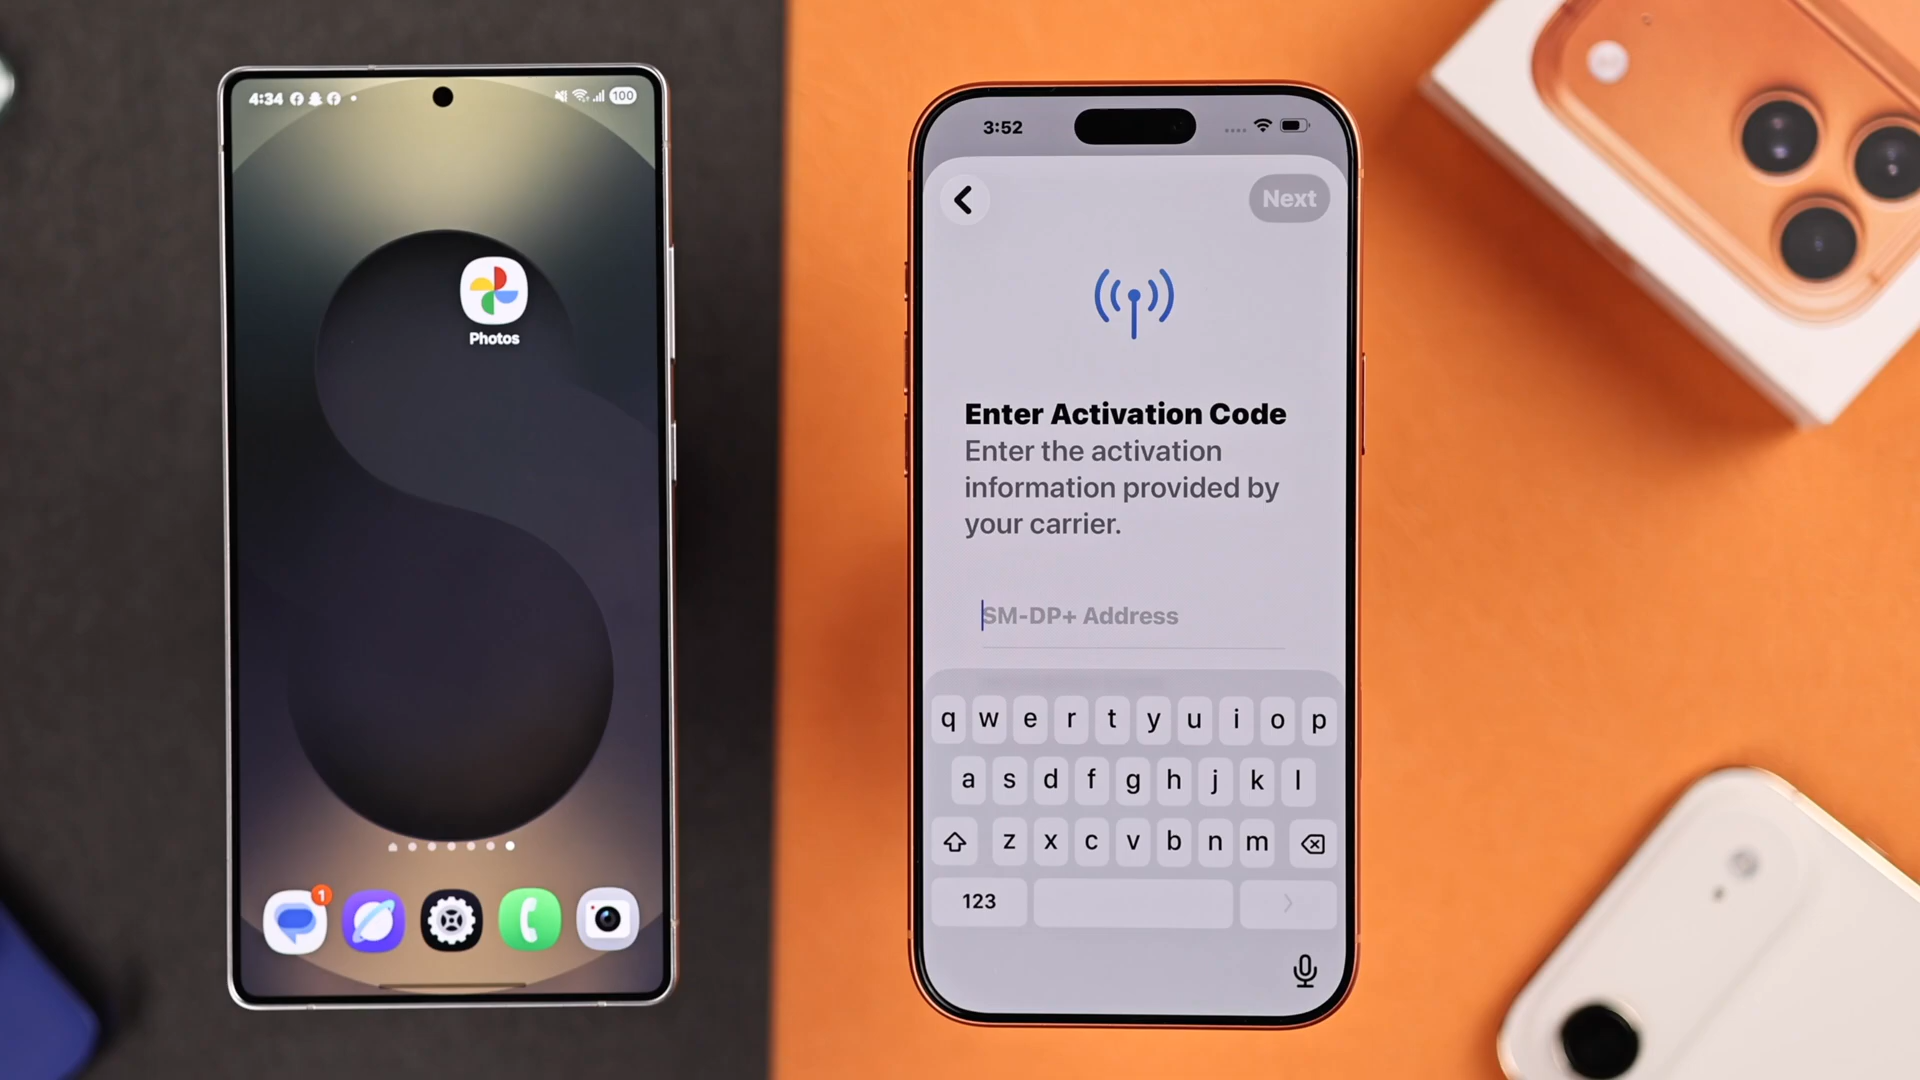 4:34
100
Photos
1
3:52
Next
Enter Activation Code
Enter the activation
information provided by
your carrier.
SM-DP+ Address
q w e r t y u i o p
a s d f g h j k l
z x c v b n m
123